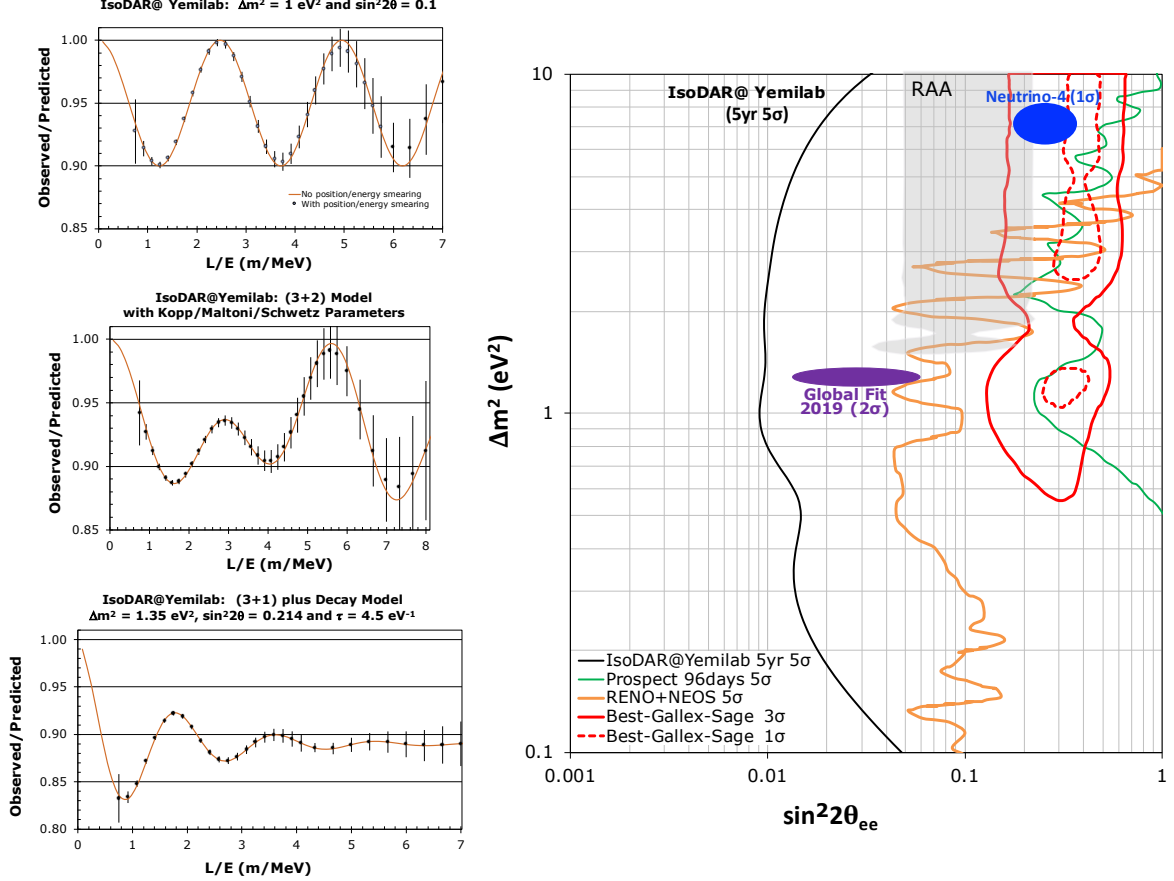 IsoDAR@ Yemilab: Δm² = 1 eV² and sin²2θ = 0.1
Observed/Predicted
1.00
0.95
0.90
0.85
No position/energy smearing
With position/energy smearing
0 1 2 3 4 5 6 7
L/E (m/MeV)
IsoDAR@Yemilab: (3+2) Model
with Kopp/Maltoni/Schwetz Parameters
Observed/Predicted
1.00
0.95
0.90
0.85
0 1 2 3 4 5 6 7 8
L/E (m/MeV)
IsoDAR@Yemilab: (3+1) plus Decay Model
Δm² = 1.35 eV², sin²2θ = 0.214 and τ = 4.5 eV⁻¹
Observed/Predicted
1.00
0.95
0.90
0.85
0.80
0 1 2 3 4 5 6 7
L/E (m/MeV)
Δm² (eV²)
10
1
0.1
IsoDAR@ Yemilab
(5yr 5σ)
RAA
Neutrino-4 (1σ)
Global Fit
2019 (2σ)
IsoDAR@Yemilab 5yr 5σ
Prospect 96days 5σ
RENO+NEOS 5σ
Best-Gallex-Sage 3σ
Best-Gallex-Sage 1σ
0.001 0.01 0.1 1
sin²2θee